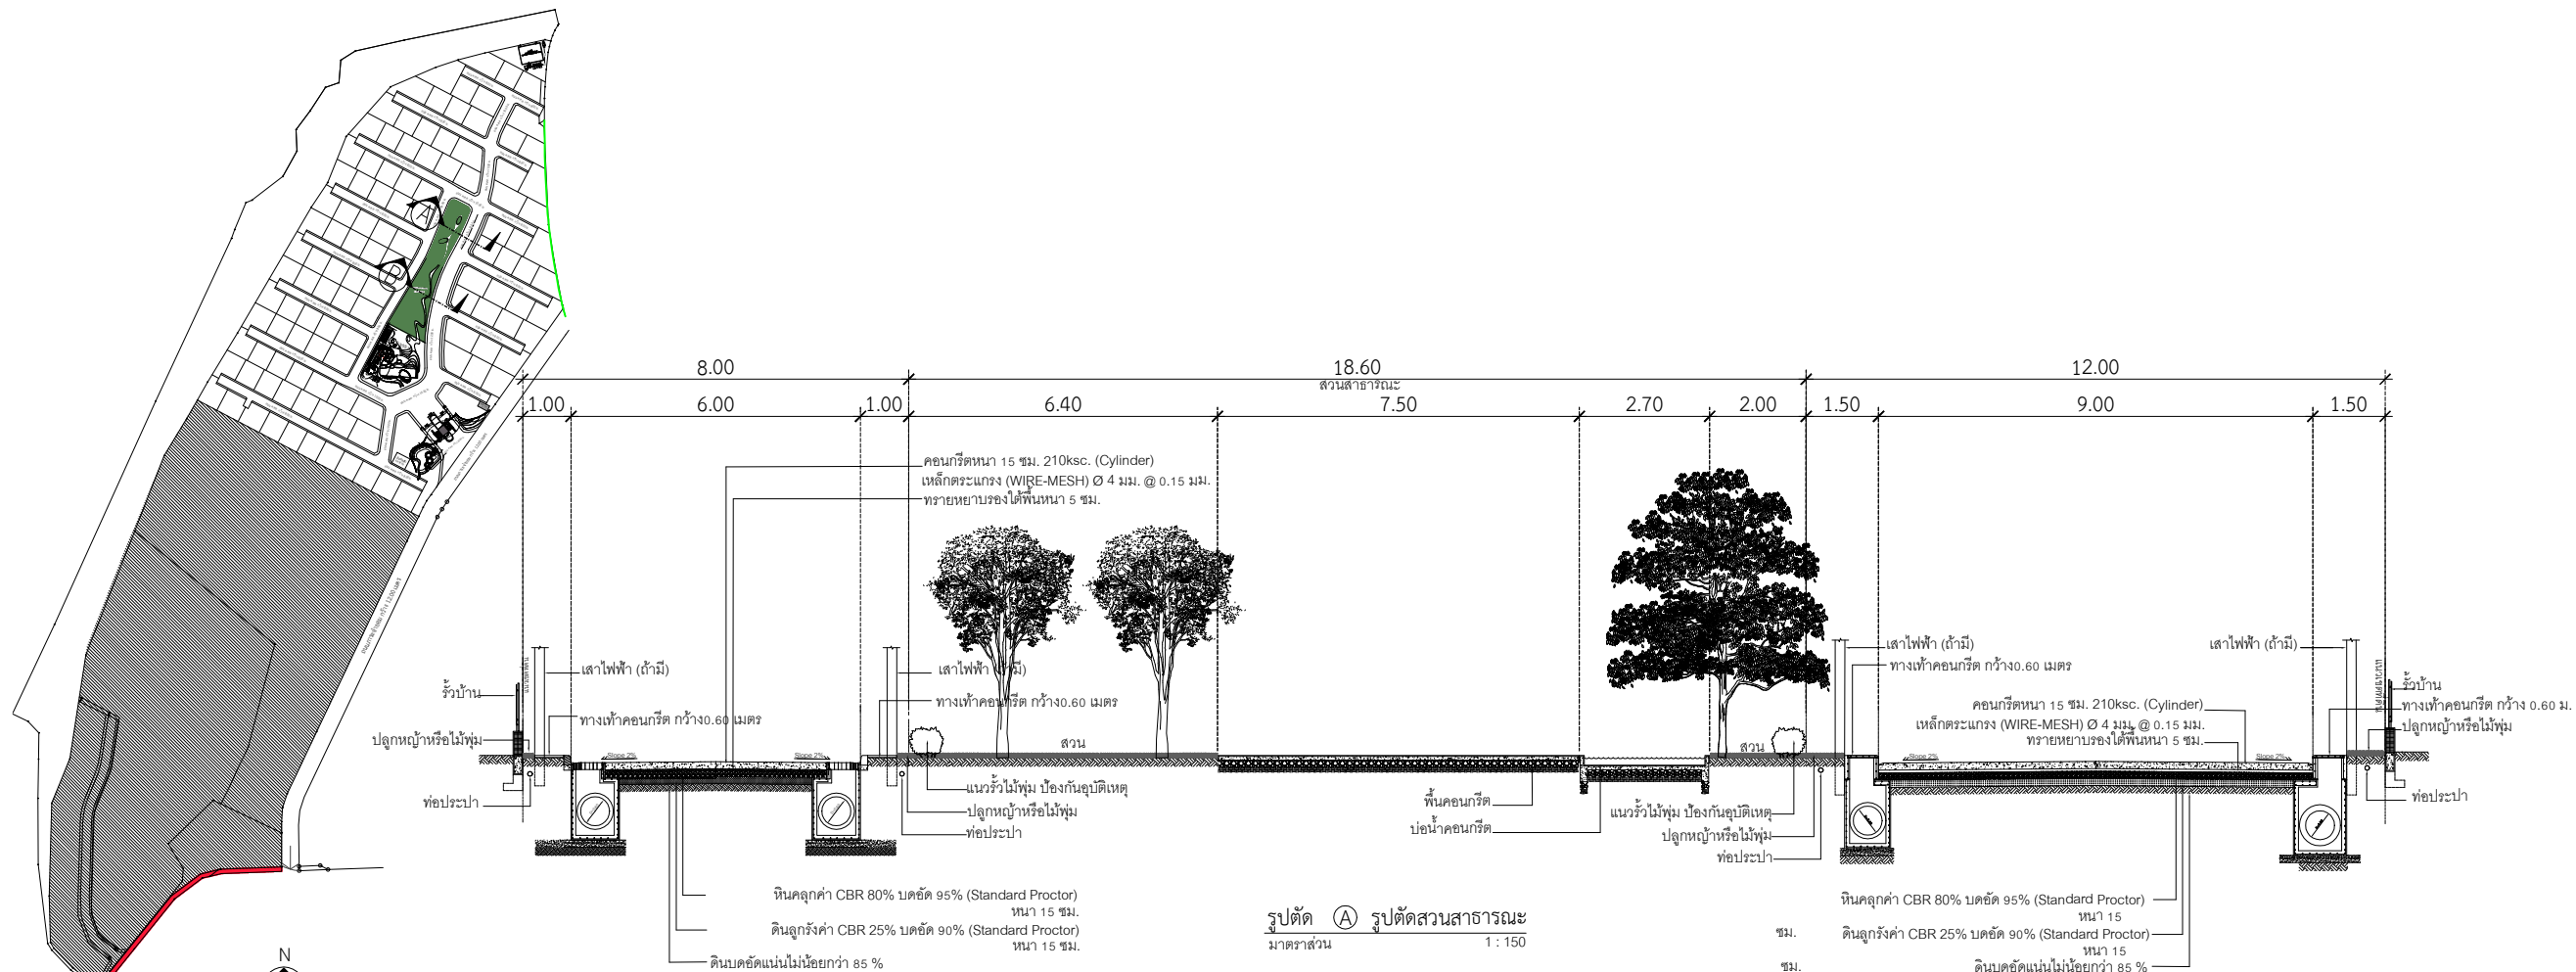 8.00
18.60
12.00
สวนสาธารณะ
1.00
6.00
1.00
6.40
7.50
2.70
2.00
1.50
9.00
1.50
คอนกรีตหนา 15 ซม. 210ksc. (Cylinder)
เหล็กตระแกรง (WIRE-MESH) Ø 4 มม. @ 0.15 มม.
ทรายหยาบรองใต้พื้นหนา 5 ซม.
เสาไฟฟ้า (ถ้ามี)
เสาไฟฟ้า (ถ้ามี)
เสาไฟฟ้า (ถ้ามี)
เสาไฟฟ้า (ถ้ามี)
ทางเท้าคอนกรีต กว้าง0.60 เมตร
รั้วบ้าน
รั้วบ้าน
ทางเท้าคอนกรีต กว้าง0.60 เมตร
คอนกรีตหนา 15 ซม. 210ksc. (Cylinder)
ทางเท้าคอนกรีต กว้าง 0.60 ม.
ทางเท้าคอนกรีต กว้าง0.60 เมตร
เหล็กตระแกรง (WIRE-MESH) Ø 4 มม. @ 0.15 มม.
ปลูกหญ้าหรือไม้พุ่ม
ปลูกหญ้าหรือไม้พุ่ม
ทรายหยาบรองใต้พื้นหนา 5 ซม.
สวน
สวน
Slope 2%
Slope 2%
Slope 2%
Slope 2%
แนวรั้วไม้พุ่ม ป้องกันอุบัติเหตุ
ท่อประปา
พื้นคอนกรีต
ท่อประปา
ปลูกหญ้าหรือไม้พุ่ม
แนวรั้วไม้พุ่ม ป้องกันอุบัติเหตุ
บ่อน้ำคอนกรีต
ท่อประปา
ปลูกหญ้าหรือไม้พุ่ม
ท่อประปา
หินคลุกค่า CBR 80% บดอัด 95% (Standard Proctor)
หนา 15 ซม.
ดินลูกรังค่า CBR 25% บดอัด 90% (Standard Proctor)
หนา 15 ซม.
ดินบดอัดแน่นไม่น้อยกว่า 85 %
รูปตัด A รูปตัดสวนสาธารณะ
มาตราส่วน 1 : 150
หินคลุกค่า CBR 80% บดอัด 95% (Standard Proctor)
หนา 15
ซม. ดินลูกรังค่า CBR 25% บดอัด 90% (Standard Proctor)
หนา 15
ซม. ดินบดอัดแน่นไม่น้อยกว่า 85 %
A
B
N